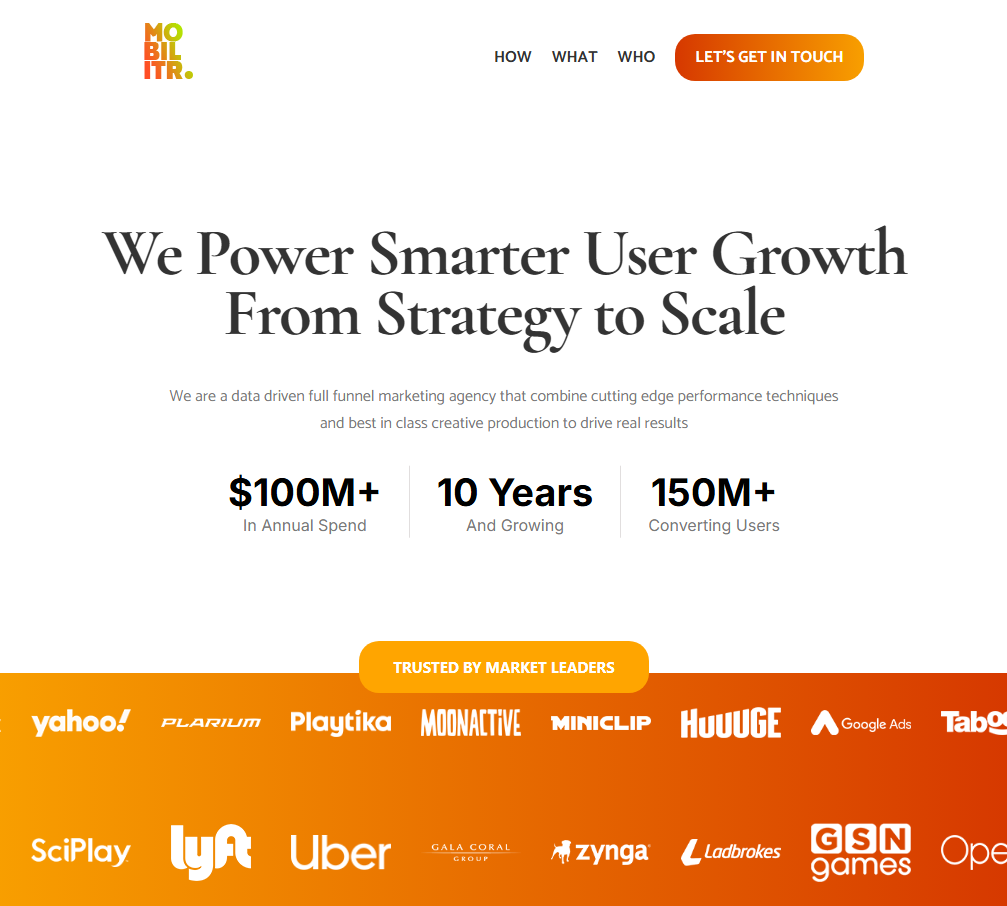 MO
BIL
ITR.
HOW WHAT WHO LET'S GET IN TOUCH
We Power Smarter User Growth
From Strategy to Scale
We are a data driven full funnel marketing agency that combine cutting edge performance techniques
and best in class creative production to drive real results
$100M+ 10 Years 150M+
In Annual Spend And Growing Converting Users
TRUSTED BY MARKET LEADERS
yahoo! PLARIUM Playtika MOONACTIVE MINICLIP HUUUGE Google Ads
SciPlay lyft Uber GALA CORAL GROUP zynga Ladbrokes GSN games